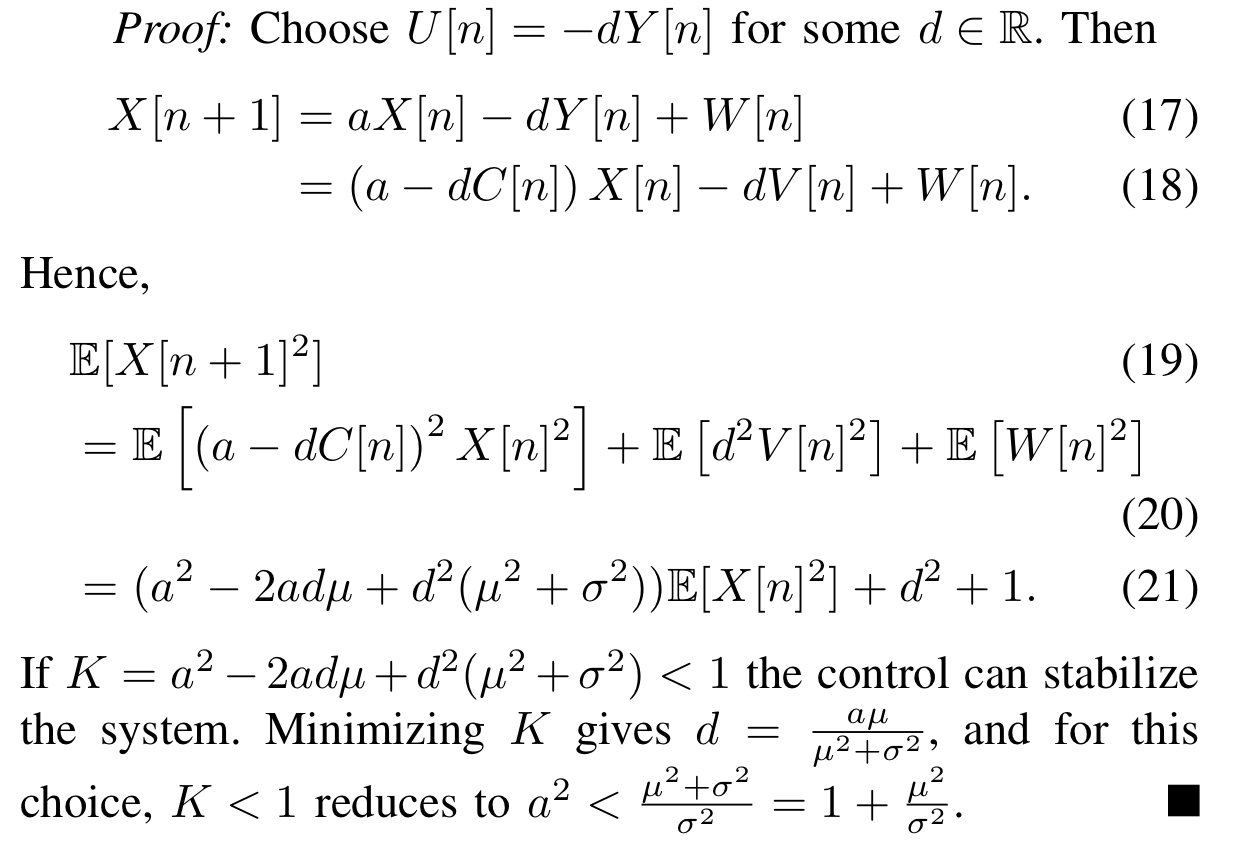 Proof: Choose U[n] = −dY[n] for some d ∈ ℝ. Then
X[n + 1] = aX[n] − dY[n] + W[n] (17)
= (a − dC[n]) X[n] − dV[n] + W[n]. (18)
Hence,
𝔼[X[n + 1]²] (19)
= 𝔼 [(a − dC[n])² X[n]²] + 𝔼 [d²V[n]²] + 𝔼 [W[n]²]
(20)
= (a² − 2adμ + d²(μ² + σ²))𝔼[X[n]²] + d² + 1. (21)
If K = a² − 2adμ + d²(μ² + σ²) < 1 the control can stabilize
the system. Minimizing K gives d = \frac{aμ}{μ²+σ²}, and for this
choice, K < 1 reduces to a² < \frac{μ²+σ²}{σ²} = 1 + \frac{μ²}{σ²}. ■